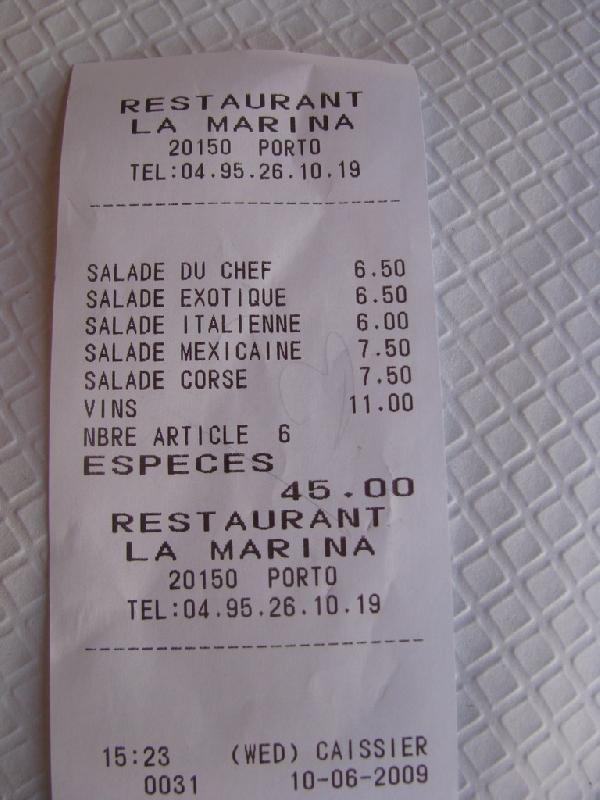 RESTAURANT
LA MARINA
20150 PORTO
TEL:04.95.26.10.19
--------------------------------
SALADE DU CHEF 6.50
SALADE EXOTIQUE 6.50
SALADE ITALIENNE 6.00
SALADE MEXICAINE 7.50
SALADE CORSE 7.50
VINS 11.00
NBRE ARTICLE 6
ESPECES
45.00
RESTAURANT
LA MARINA
20150 PORTO
TEL:04.95.26.10.19
--------------------------------
15:23 (WED) CAISSIER
0031 10-06-2009